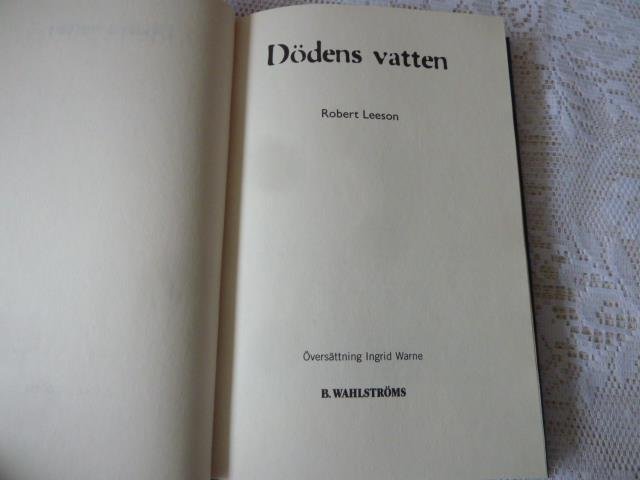 Dödens vatten
Robert Leeson
Översättning Ingrid Warne
B. WAHLSTRÖMS